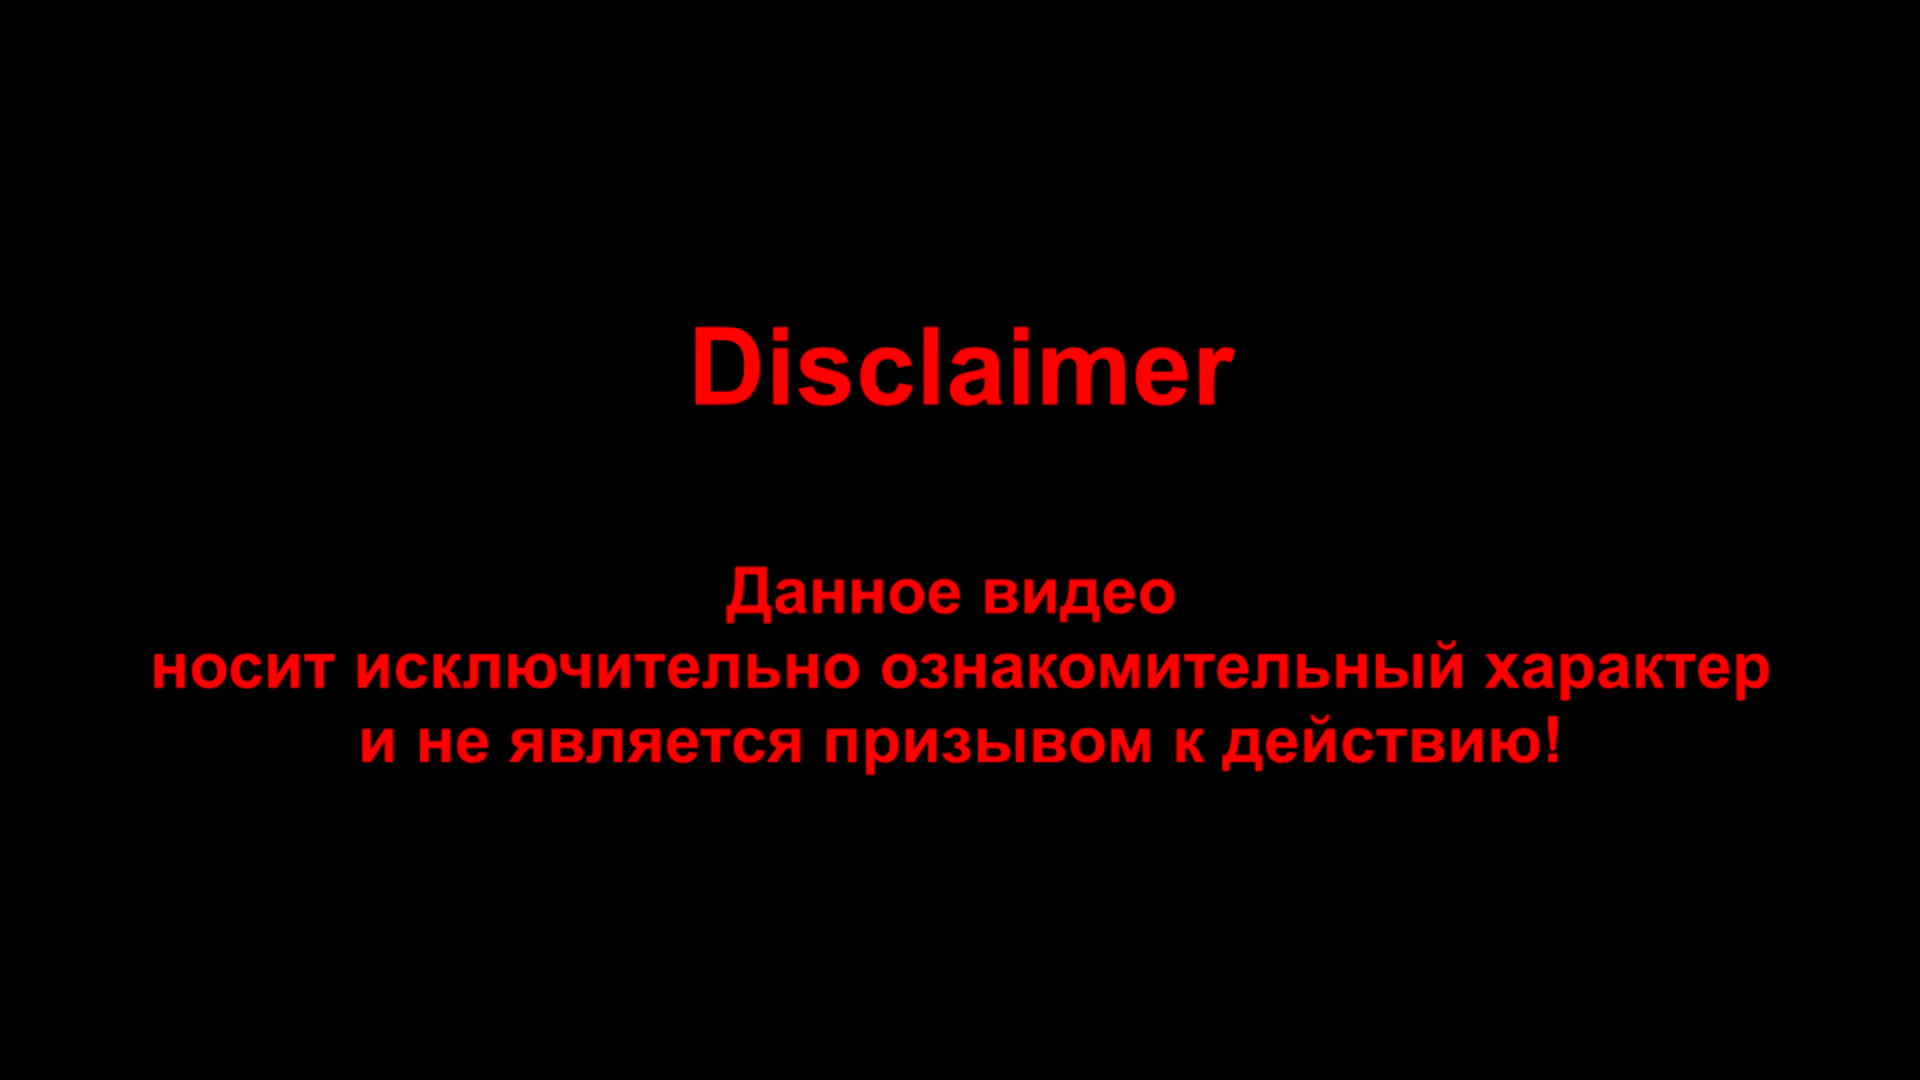 Disclaimer
Данное видео
носит исключительно ознакомительный характер
и не является призывом к действию!